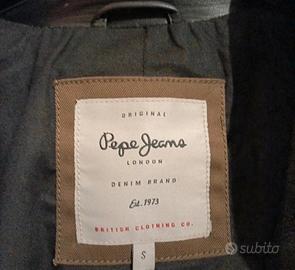 ORIGINAL
Pepe Jeans
LONDON
DENIM BRAND
Est. 1973
BRITISH CLOTHING CO.
S
subito